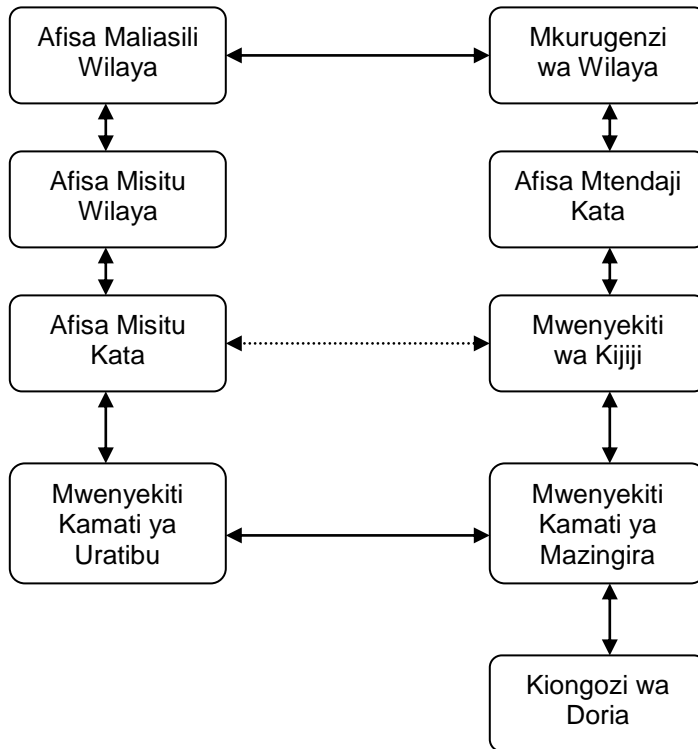 Afisa Maliasili
Wilaya
Mkurugenzi
wa Wilaya
Afisa Misitu
Wilaya
Afisa Mtendaji
Kata
Afisa Misitu
Kata
Mwenyekiti
wa Kijiji
Mwenyekiti
Kamati ya
Uratibu
Mwenyekiti
Kamati ya
Mazingira
Kiongozi wa
Doria